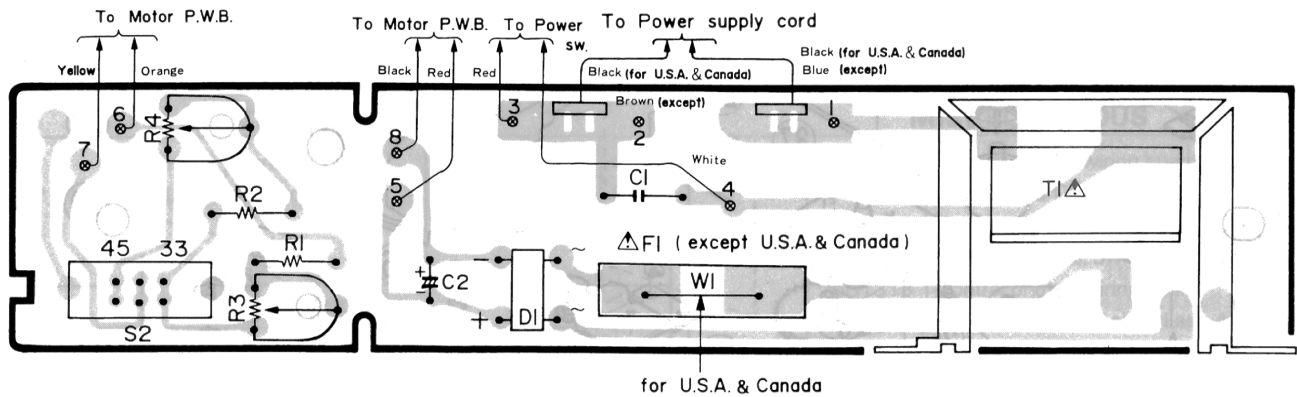 To Motor P.W.B.
Yellow
Orange
To Motor P.W.B.
To Power
sw.
To Power supply cord
Black
Red
Red
Black (for U.S.A. & Canada)
Brown (except)
Black (for U.S.A. & Canada)
Blue (except)
7
6
R4
8
5
3
2
1
White
C1
4
T1
R2
R1
45 33
S2
R3
+
-
C2
-
~
+
~
D1
F1 (except U.S.A. & Canada)
W1
for U.S.A. & Canada